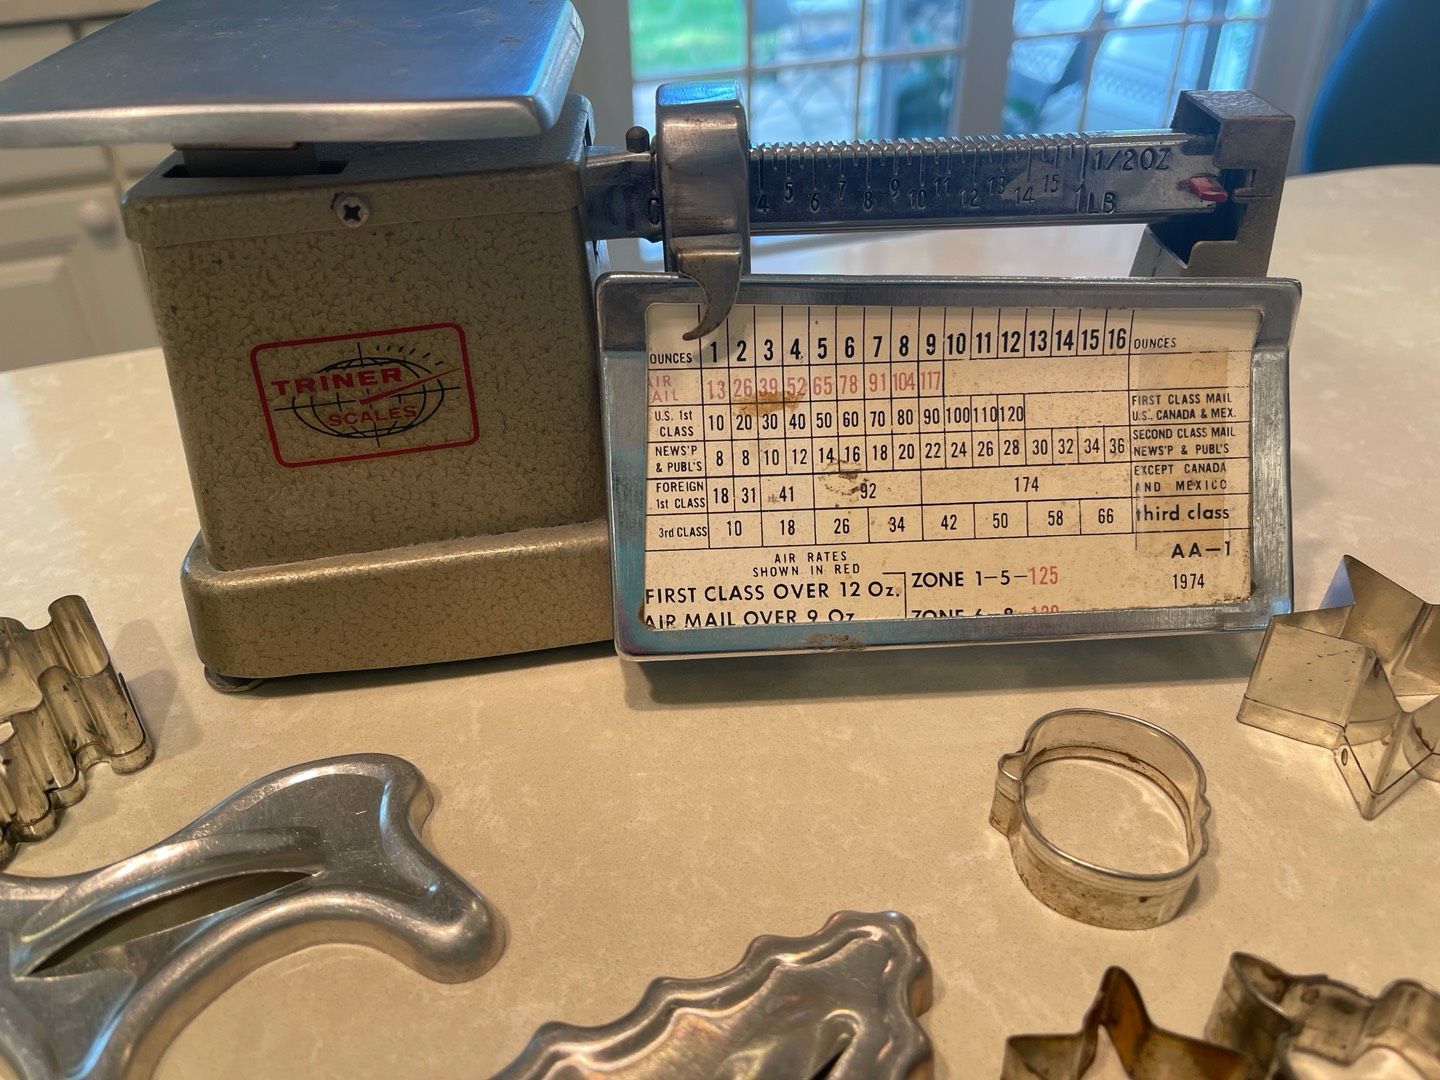 1/2OZ
4 5 6 7 8 9 10 11 12 13 14 15 1LB
TRINER
SCALES
OUNCES 1 2 3 4 5 6 7 8 9 10 11 12 13 14 15 16 OUNCES
AIR
MAIL 13 26 39 52 65 78 91 104 117
U.S. 1st
CLASS 10 20 30 40 50 60 70 80 90 100 110 120
FIRST CLASS MAIL
U.S., CANADA & MEX.
NEWS'P
& PUBL'S 8 8 10 12 14 16 18 20 22 24 26 28 30 32 34 36
SECOND CLASS MAIL
NEWS'P & PUBL'S
FOREIGN
1st CLASS 18 31 41 92 174
EXCEPT CANADA
AND MEXICO
3rd CLASS 10 18 26 34 42 50 58 66 third class
AIR RATES
SHOWN IN RED
AA-1
1974
FIRST CLASS OVER 12 Oz. ZONE 1-5-125
AIR MAIL OVER 9 Oz ZONE 6-8-